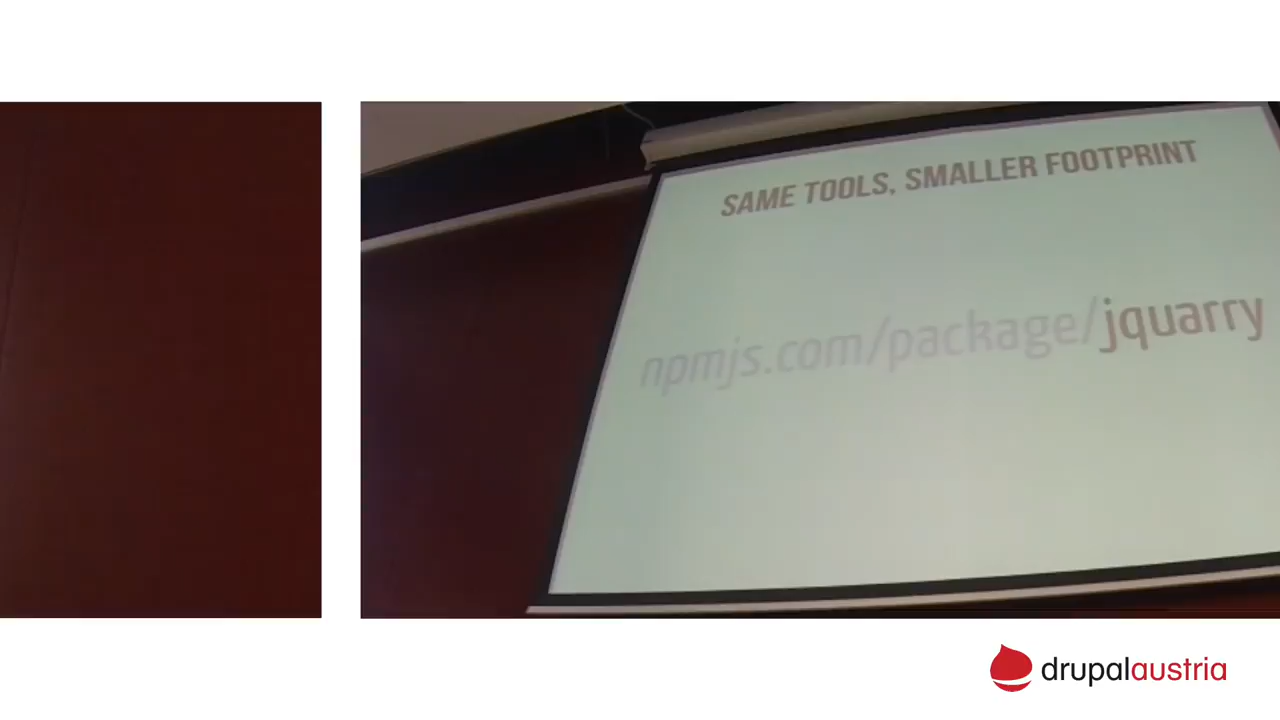 SAME TOOLS, SMALLER FOOTPRINT
npmjs.com/package/jquarry
drupalaustria